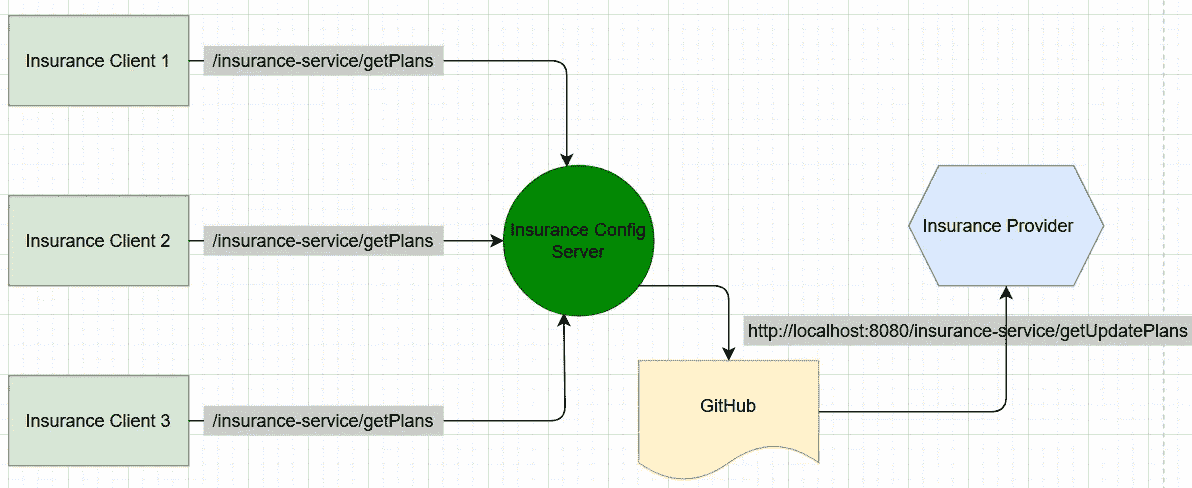 Insurance Client 1
/insurance-service/getPlans
Insurance Client 2
/insurance-service/getPlans
Insurance Config
Server
Insurance Provider
http://localhost:8080/insurance-service/getUpdatePlans
GitHub
Insurance Client 3
/insurance-service/getPlans